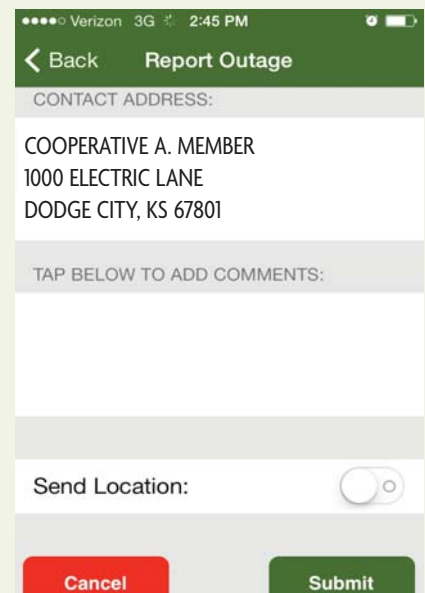 Verizon 3G 2:45 PM
Back Report Outage
CONTACT ADDRESS:
COOPERATIVE A. MEMBER
1000 ELECTRIC LANE
DODGE CITY, KS 67801
TAP BELOW TO ADD COMMENTS:
Send Location:
Cancel Submit